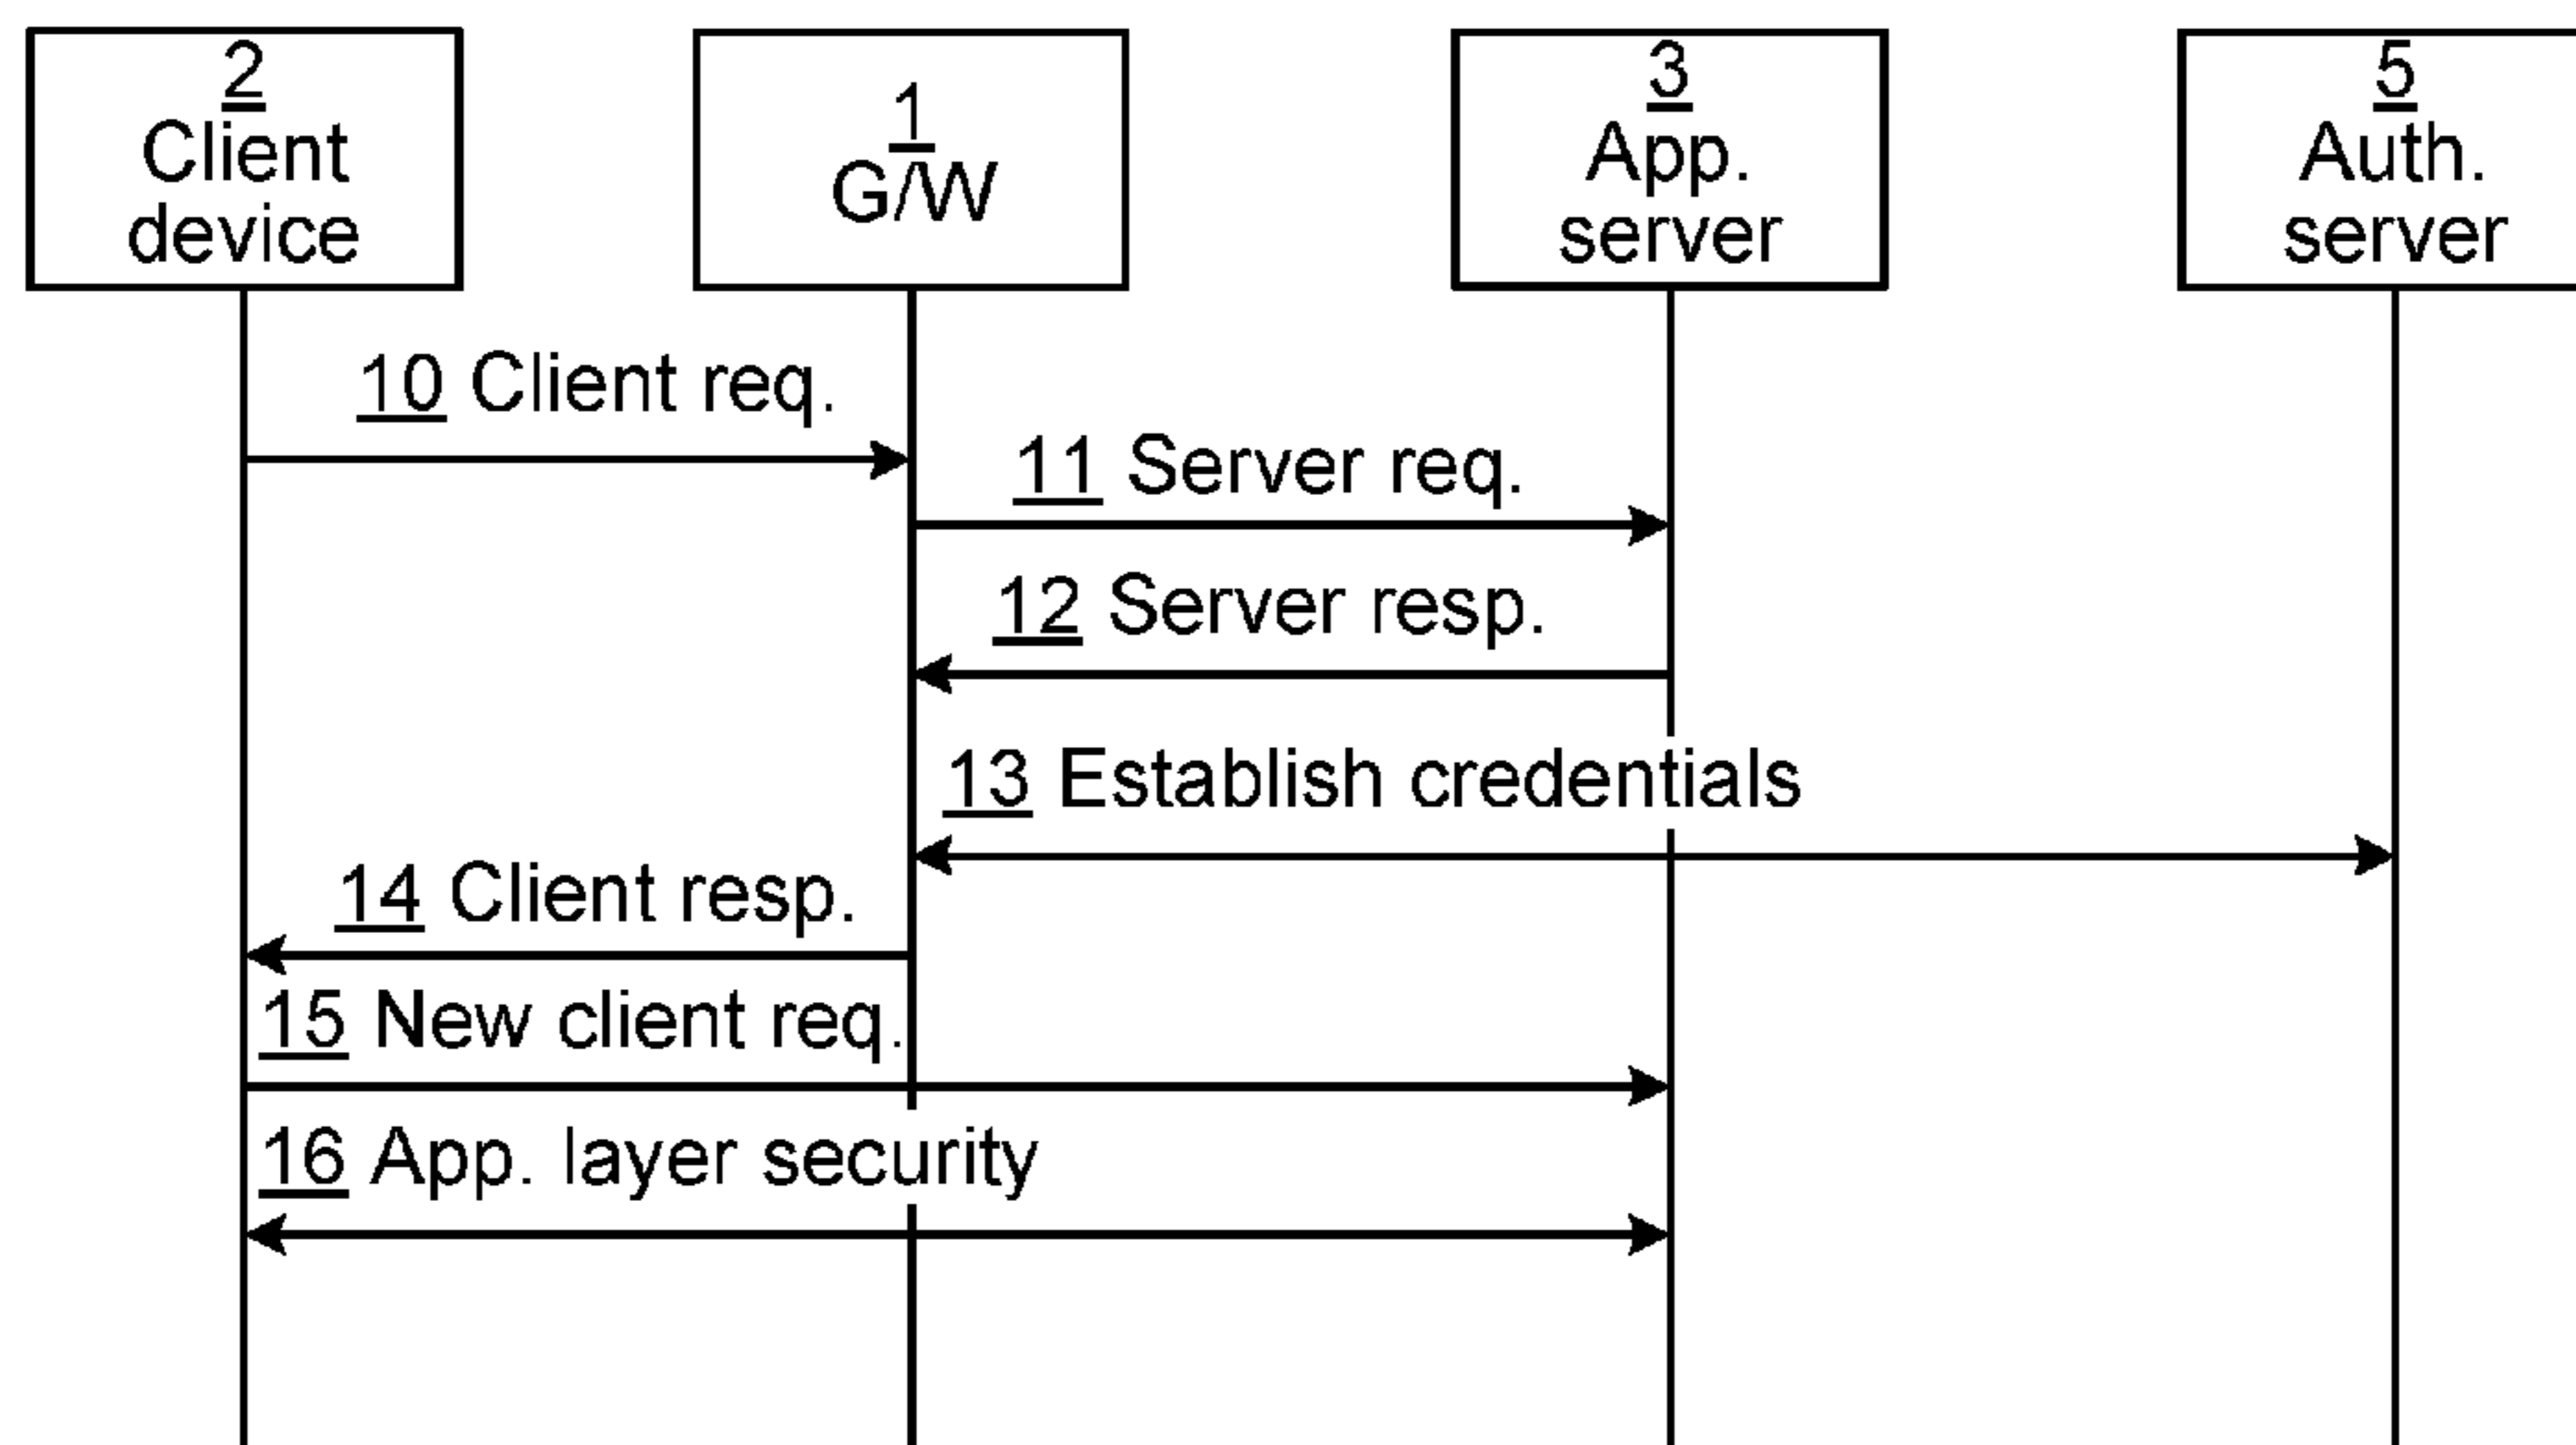 2
Client
device
1
G/W
3
App.
server
5
Auth.
server
10 Client req.
11 Server req.
12 Server resp.
13 Establish credentials
14 Client resp.
15 New client req.
16 App. layer security